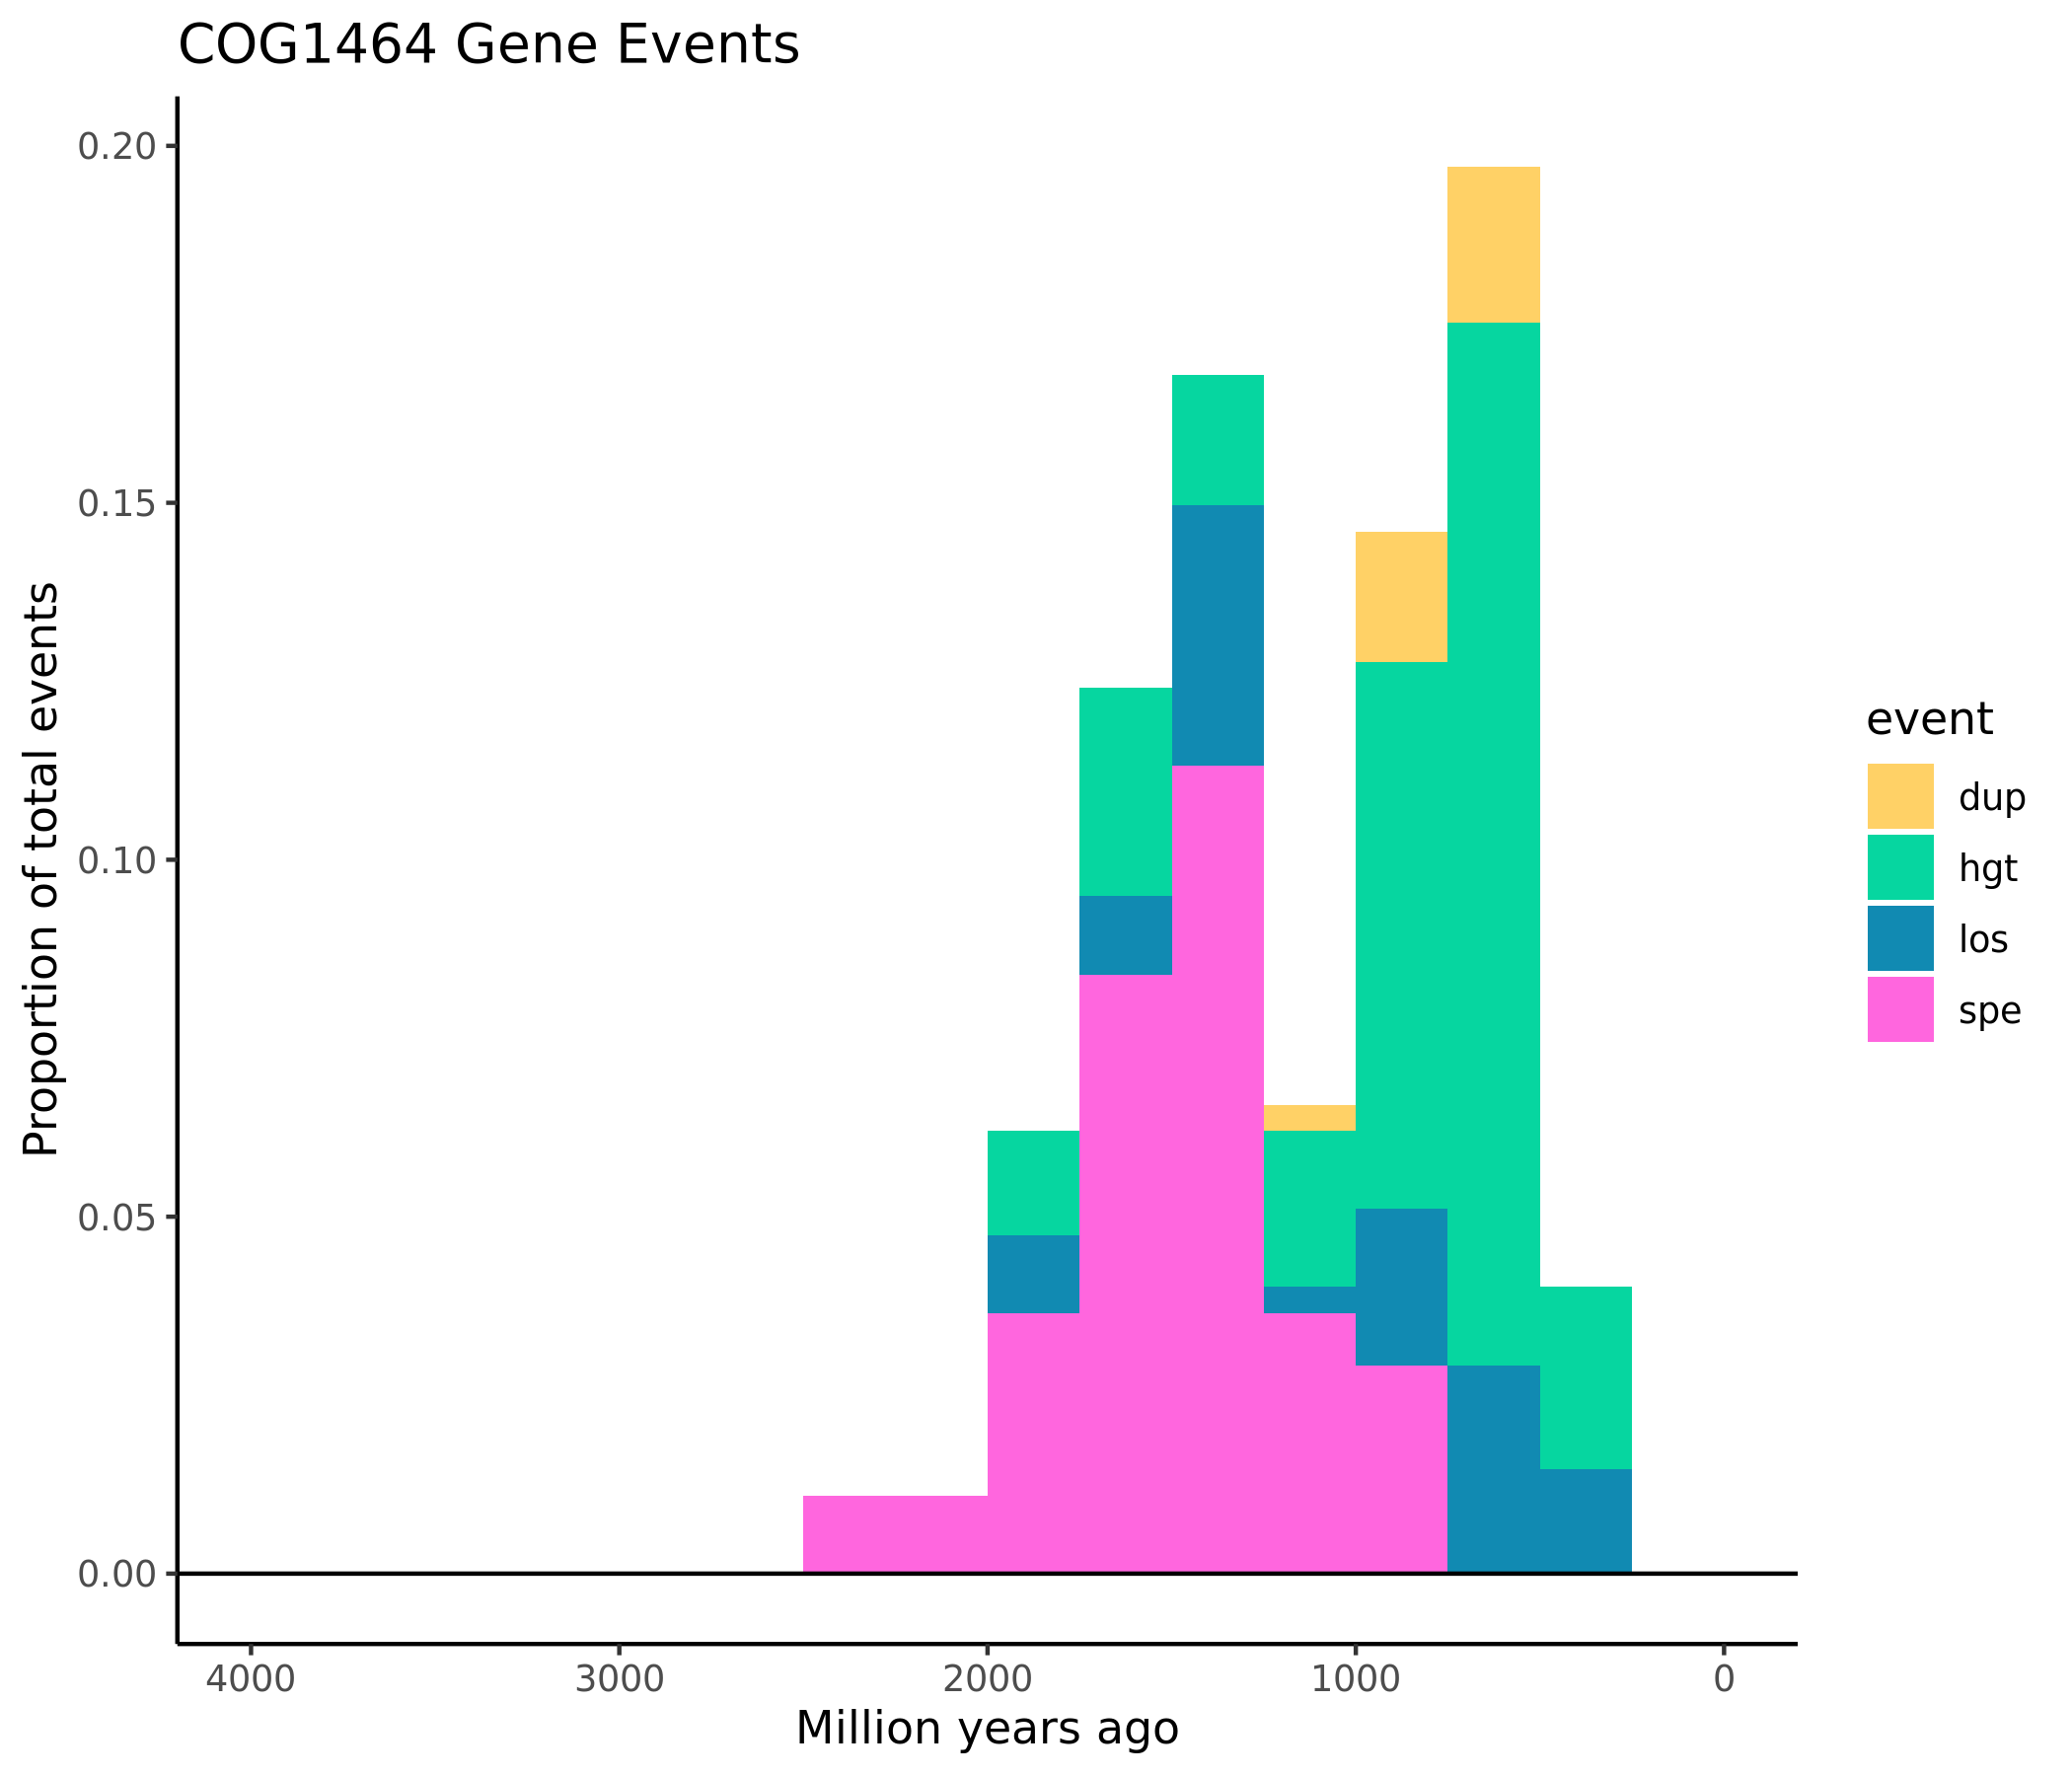 COG1464 Gene Events
0.20
0.15
0.10
0.05
0.00
Proportion of total events
4000 3000 2000 1000 0
Million years ago
event
dup
hgt
los
spe